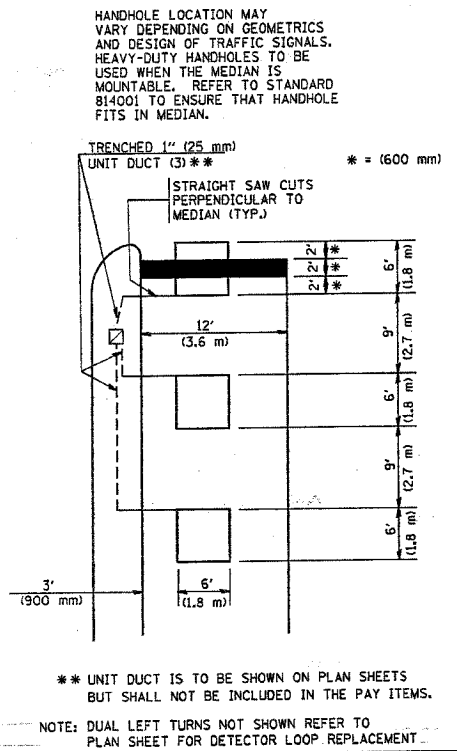 HANDHOLE LOCATION MAY
VARY DEPENDING ON GEOMETRICS
AND DESIGN OF TRAFFIC SIGNALS.
HEAVY-DUTY HANDHOLES TO BE
USED WHEN THE MEDIAN IS
MOUNTABLE. REFER TO STANDARD
814001 TO ENSURE THAT HANDHOLE
FITS IN MEDIAN.
TRENCHED 1" (25 mm)
UNIT DUCT (3) **
* = (600 mm)
STRAIGHT SAW CUTS
PERPENDICULAR TO
MEDIAN (TYP.)
2' *
2' *
2' *
6'
(1.8 m)
12'
(3.6 m)
9'
(2.7 m)
6'
(1.8 m)
9'
(2.7 m)
6'
(1.8 m)
3'
(900 mm)
6'
(1.8 m)
** UNIT DUCT IS TO BE SHOWN ON PLAN SHEETS
BUT SHALL NOT BE INCLUDED IN THE PAY ITEMS.
NOTE: DUAL LEFT TURNS NOT SHOWN REFER TO
PLAN SHEET FOR DETECTOR LOOP REPLACEMENT